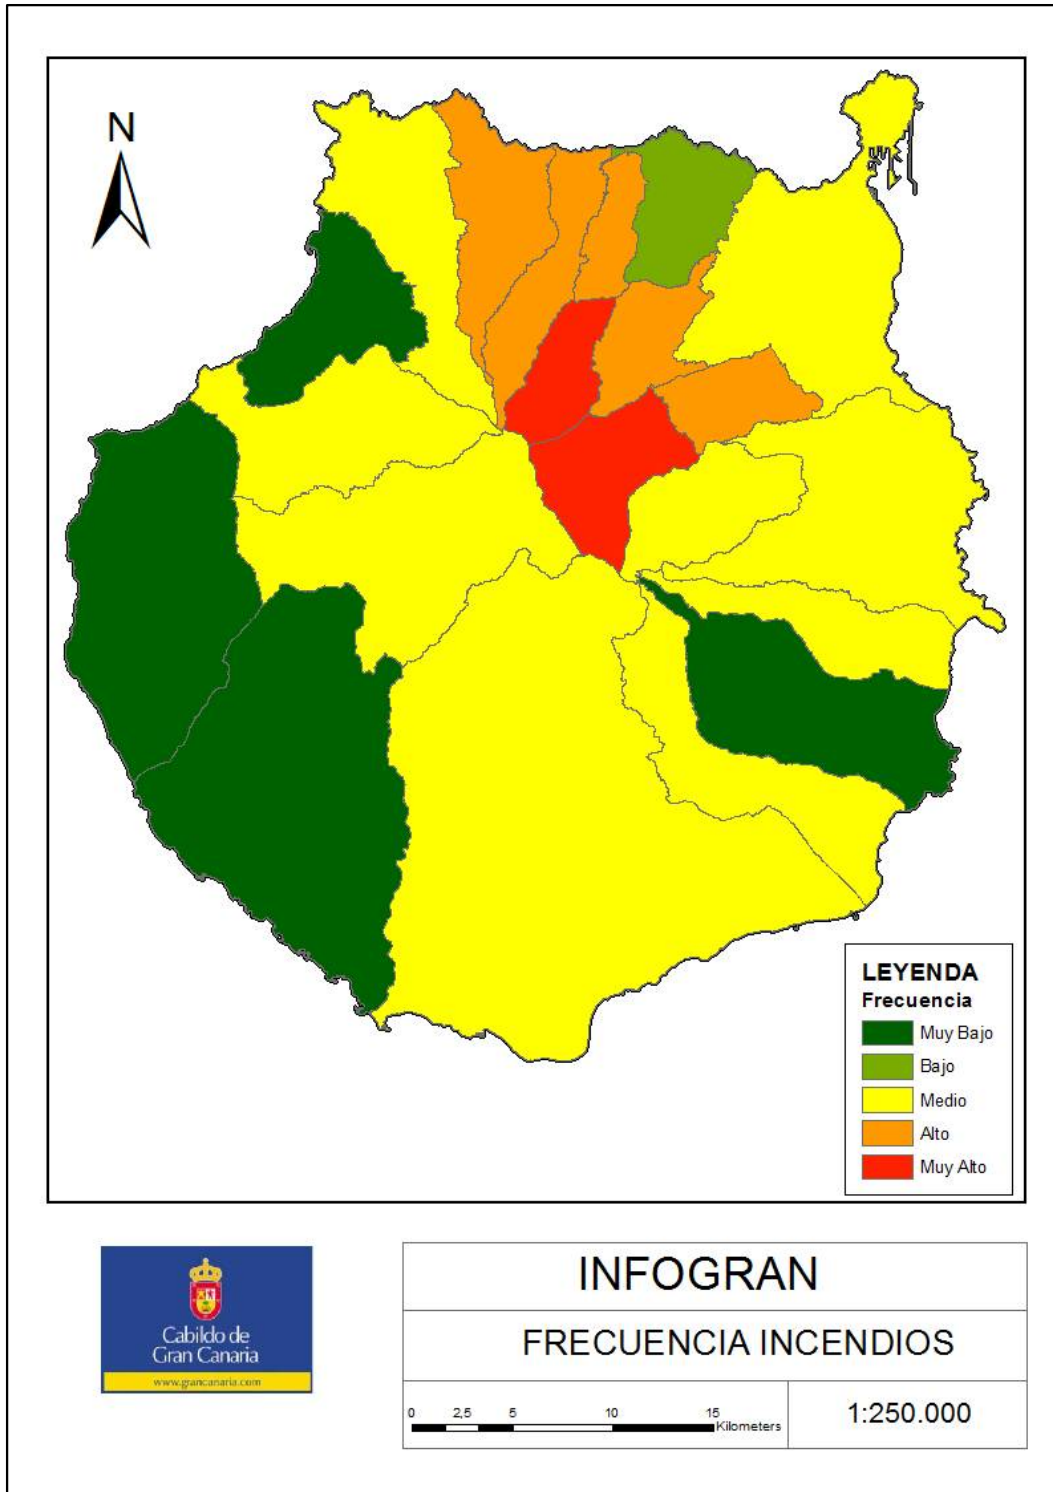 N
LEYENDA
Frecuencia
Muy Bajo
Bajo
Medio
Alto
Muy Alto
Cabildo de
Gran Canaria
www.grancanaria.com
INFOGRAN
FRECUENCIA INCENDIOS
0 2,5 5 10 15
Kilometers
1:250.000